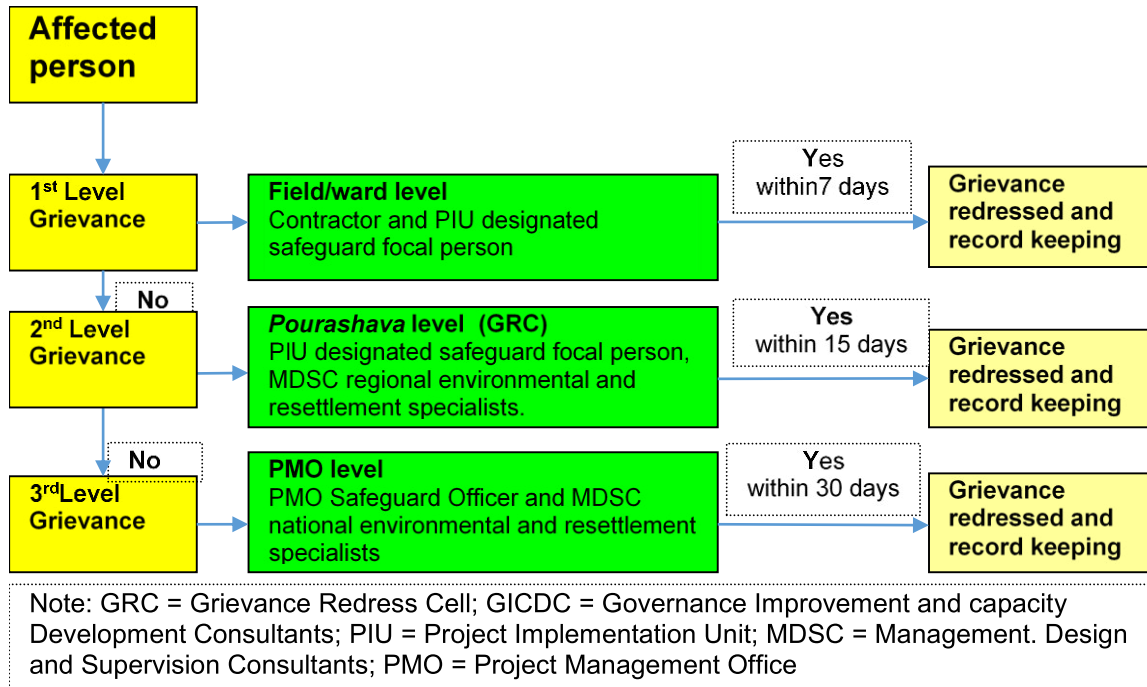 Affected
person
1st Level
Grievance
Field/ward level
Contractor and PIU designated
safeguard focal person
Yes
within7 days
Grievance
redressed and
record keeping
No
2nd Level
Grievance
Pourashava level (GRC)
PIU designated safeguard focal person,
MDSC regional environmental and
resettlement specialists.
Yes
within 15 days
Grievance
redressed and
record keeping
No
3rdLevel
Grievance
PMO level
PMO Safeguard Officer and MDSC
national environmental and resettlement
specialists
Yes
within 30 days
Grievance
redressed and
record keeping
Note: GRC = Grievance Redress Cell; GICDC = Governance Improvement and capacity
Development Consultants; PIU = Project Implementation Unit; MDSC = Management. Design
and Supervision Consultants; PMO = Project Management Office